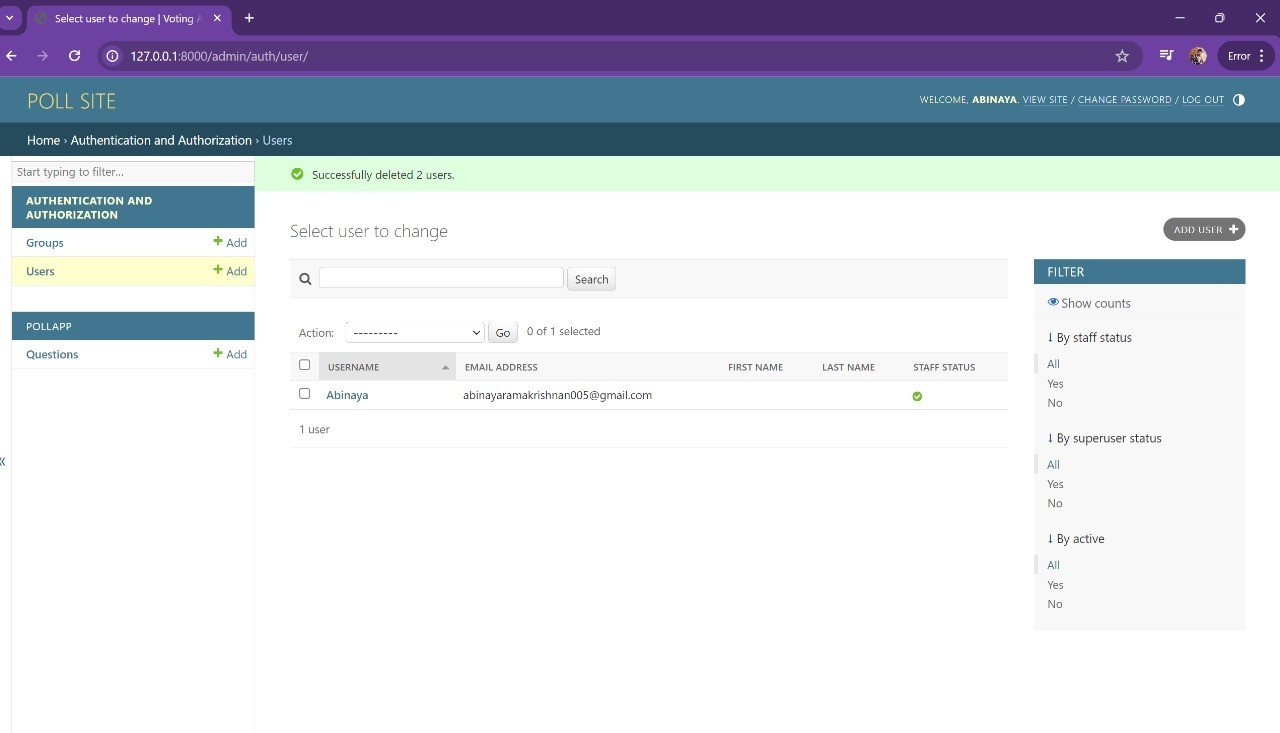 Select user to change | Voting A
127.0.0.1:8000/admin/auth/user/
Error
POLL SITE
WELCOME, ABINAYA. VIEW SITE / CHANGE PASSWORD / LOG OUT
Home › Authentication and Authorization › Users
Start typing to filter...
AUTHENTICATION AND
AUTHORIZATION
Groups + Add
Users + Add
POLLAPP
Questions + Add
«
Successfully deleted 2 users.
Select user to change
ADD USER +
Search
Action: --------- Go 0 of 1 selected
USERNAME EMAIL ADDRESS FIRST NAME LAST NAME STAFF STATUS
Abinaya abinayaramakrishnan005@gmail.com
1 user
FILTER
Show counts
↓ By staff status
All
Yes
No
↓ By superuser status
All
Yes
No
↓ By active
All
Yes
No